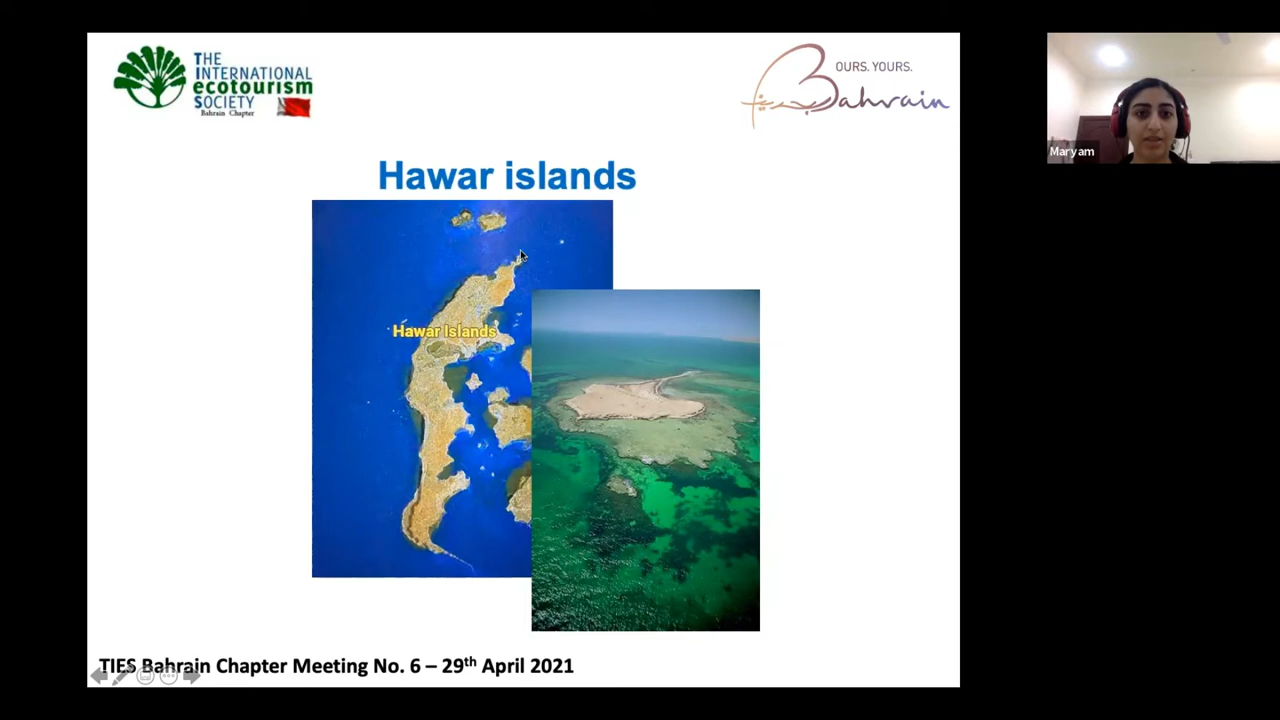 THE
INTERNATIONAL
ecotourism
SOCIETY
Bahrain Chapter
OURS. YOURS.
البحرين Bahrain
Maryam
Hawar islands
Hawar Islands
TIES Bahrain Chapter Meeting No. 6 – 29th April 2021